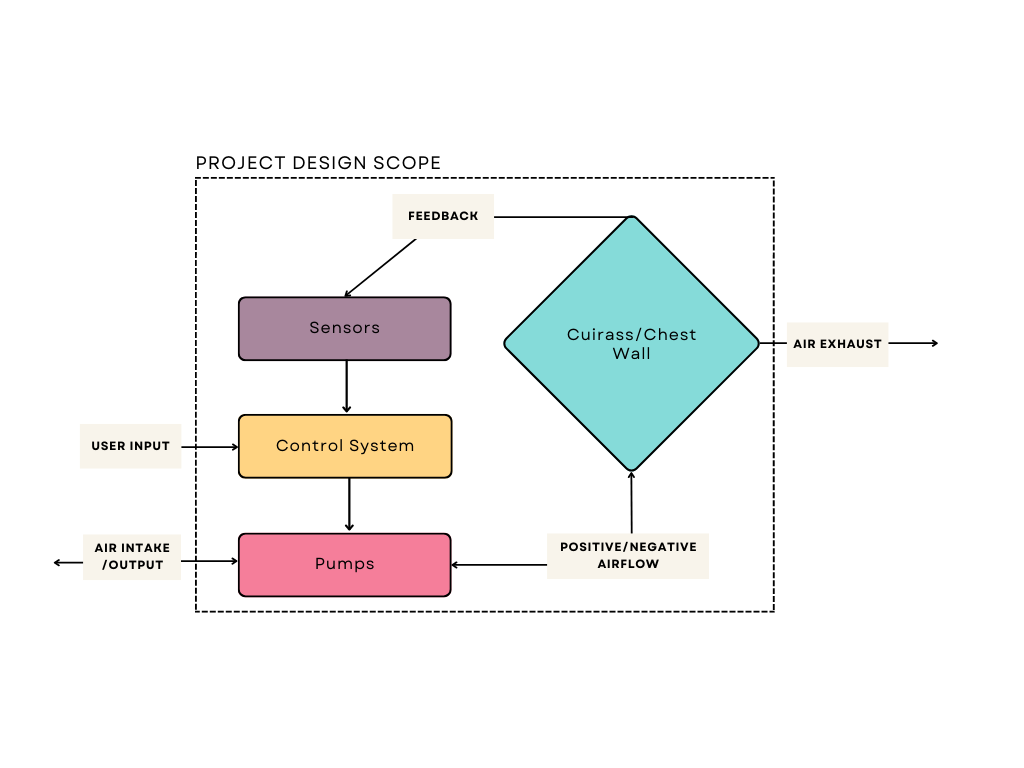 PROJECT DESIGN SCOPE
FEEDBACK
Sensors
Cuirass/Chest
Wall
AIR EXHAUST
USER INPUT
Control System
AIR INTAKE
/OUTPUT
Pumps
POSITIVE/NEGATIVE
AIRFLOW